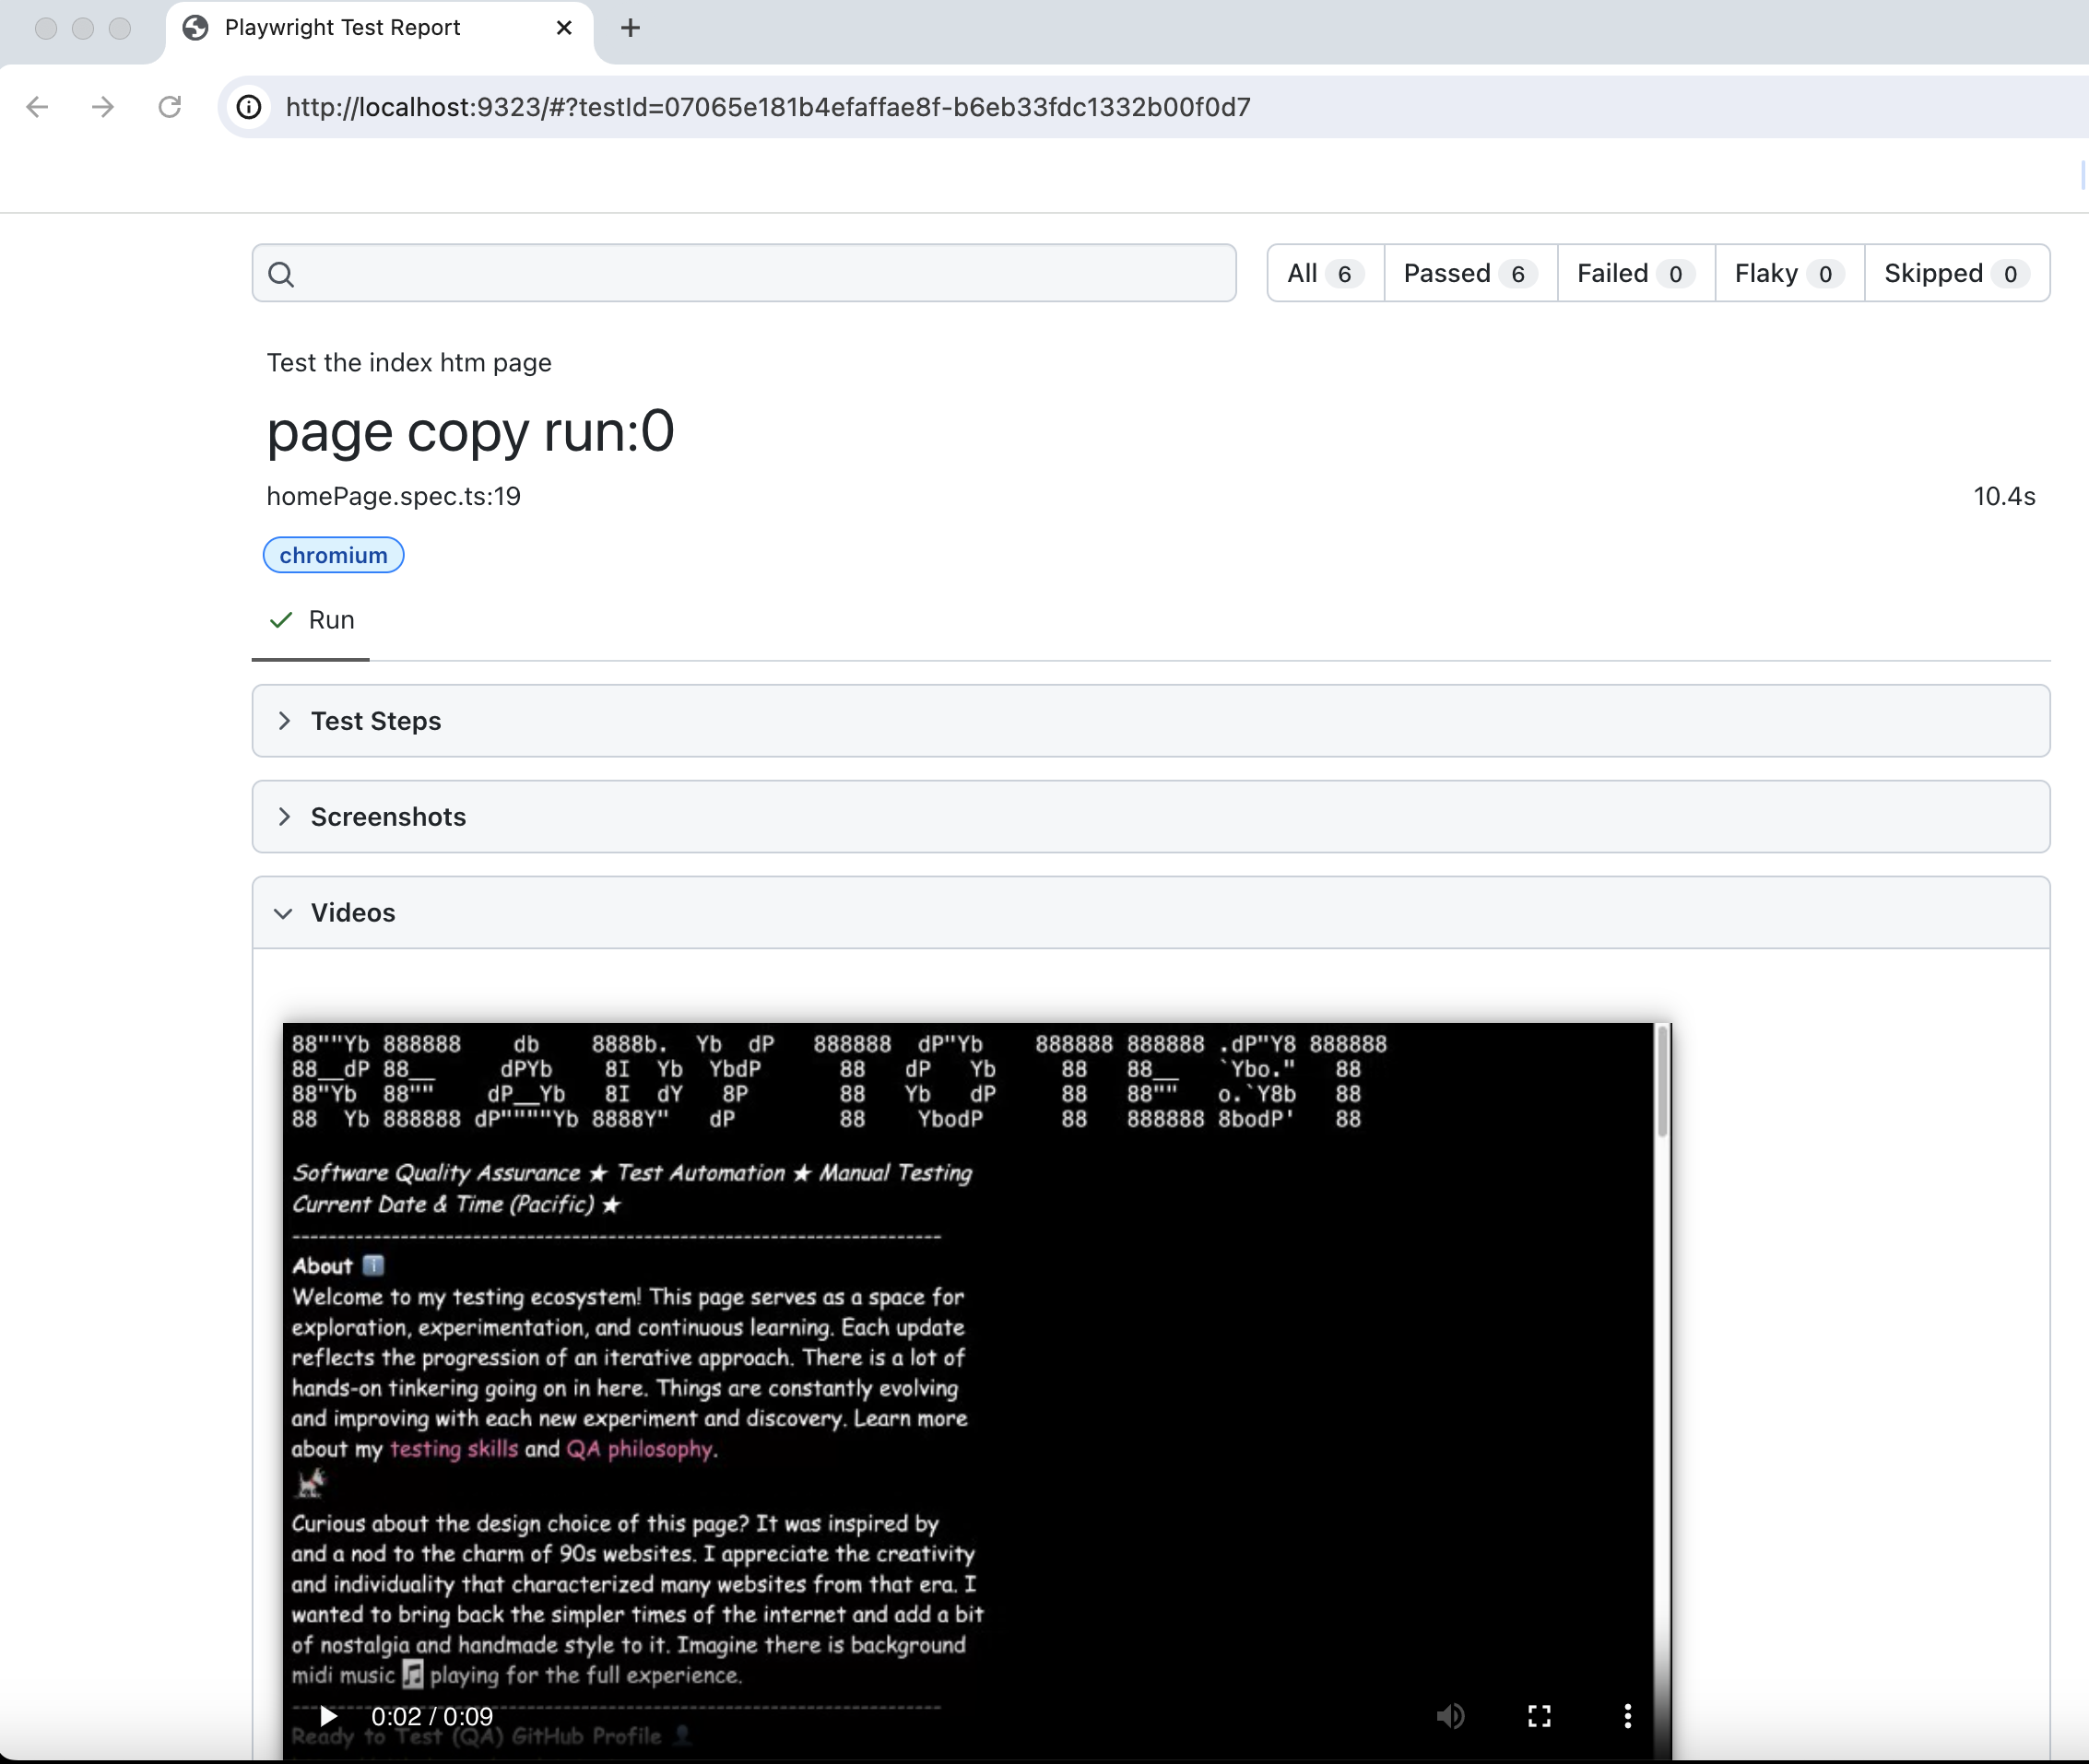 Playwright Test Report
http://localhost:9323/#?testId=07065e181b4efaffae8f-b6eb33fdc1332b00f0d7
All 6 Passed 6 Failed 0 Flaky 0 Skipped 0
Test the index htm page
page copy run:0
homePage.spec.ts:19 10.4s
chromium
Run
Test Steps
Screenshots
Videos
88""Yb 888888    db    8888b.  Yb  dP   888888  dP"Yb    888888 888888 .dP"Y8 888888
88__dP 88__     dPYb    8I  Yb  YbdP      88   dP   Yb     88   88__   `Ybo."   88
88"Yb  88""    dP__Yb   8I  dY   8P       88   Yb   dP     88   88""   o.`Y8b   88
88  Yb 888888 dP""""Yb 8888Y"   dP        88    YbodP      88   888888 8bodP'   88
Software Quality Assurance ★ Test Automation ★ Manual Testing
Current Date & Time (Pacific) ★
------------------------------------------------------------------------
About ℹ️
Welcome to my testing ecosystem! This page serves as a space for
exploration, experimentation, and continuous learning. Each update
reflects the progression of an iterative approach. There is a lot of
hands-on tinkering going on in here. Things are constantly evolving
and improving with each new experiment and discovery. Learn more
about my testing skills and QA philosophy.
Curious about the design choice of this page? It was inspired by
and a nod to the charm of 90s websites. I appreciate the creativity
and individuality that characterized many websites from that era. I
wanted to bring back the simpler times of the internet and add a bit
of nostalgia and handmade style to it. Imagine there is background
midi music 🎵 playing for the full experience.
------------------------------------------------------------------------
0:02 / 0:09
Ready to Test (QA) GitHub Profile 👤